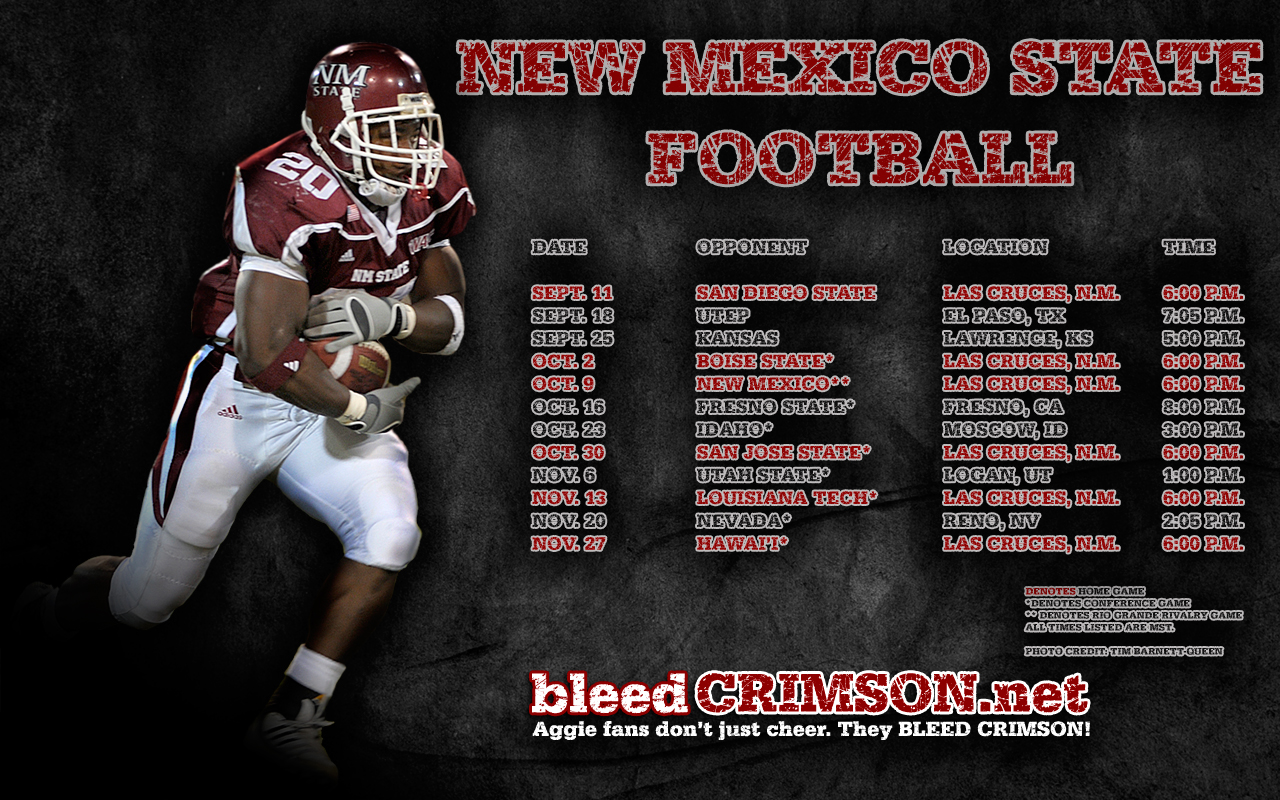 NEW MEXICO STATE
FOOTBALL
NM
STATE
20
NM STATE
DATE OPPONENT LOCATION TIME
SEPT. 11 SAN DIEGO STATE LAS CRUCES, N.M. 6:00 P.M.
SEPT. 18 UTEP EL PASO, TX 7:05 P.M.
SEPT. 25 KANSAS LAWRENCE, KS 5:00 P.M.
OCT. 2 BOISE STATE* LAS CRUCES, N.M. 6:00 P.M.
OCT. 9 NEW MEXICO** LAS CRUCES, N.M. 6:00 P.M.
OCT. 16 FRESNO STATE* FRESNO, CA 8:00 P.M.
OCT. 23 IDAHO* MOSCOW, ID 3:00 P.M.
OCT. 30 SAN JOSE STATE* LAS CRUCES, N.M. 6:00 P.M.
NOV. 6 UTAH STATE* LOGAN, UT 1:00 P.M.
NOV. 13 LOUISIANA TECH* LAS CRUCES, N.M. 6:00 P.M.
NOV. 20 NEVADA* RENO, NV 2:05 P.M.
NOV. 27 HAWAI'I* LAS CRUCES, N.M. 6:00 P.M.
DENOTES HOME GAME
*DENOTES CONFERENCE GAME
** DENOTES RIO GRANDE RIVALRY GAME
ALL TIMES LISTED ARE MST.
PHOTO CREDIT: TIM BARNETT-QUEEN
bleed CRIMSON.net
Aggie fans don't just cheer. They BLEED CRIMSON!